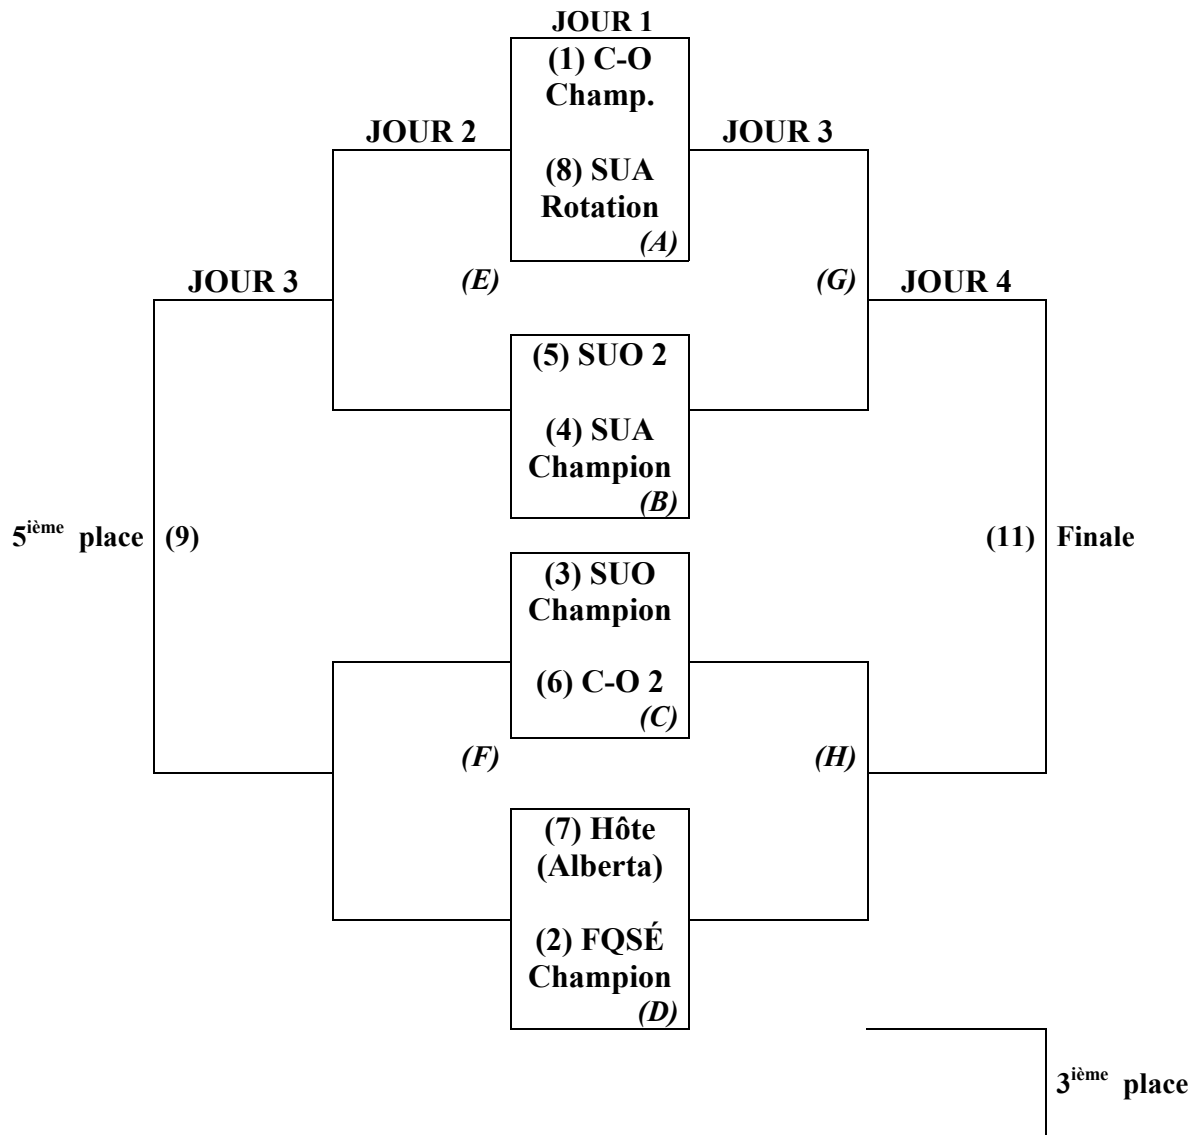 JOUR 1
(1) C-O
Champ.
JOUR 2
JOUR 3
(8) SUA
Rotation
(A)
JOUR 3
(E)
(G)
JOUR 4
(5) SUO 2
(4) SUA
Champion
(B)
5ième place
(9)
(11)
Finale
(3) SUO
Champion
(6) C-O 2
(C)
(F)
(H)
(7) Hôte
(Alberta)
(2) FQSÉ
Champion
(D)
3ième place